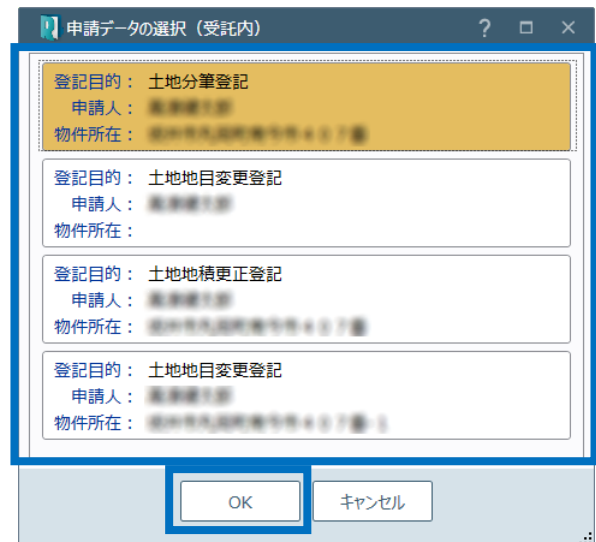 申請データの選択（受託内）
登記目的： 土地分筆登記
申請人：
物件所在：
登記目的： 土地地目変更登記
申請人：
物件所在：
登記目的： 土地地積更正登記
申請人：
物件所在：
登記目的： 土地地目変更登記
申請人：
物件所在：
OK キャンセル